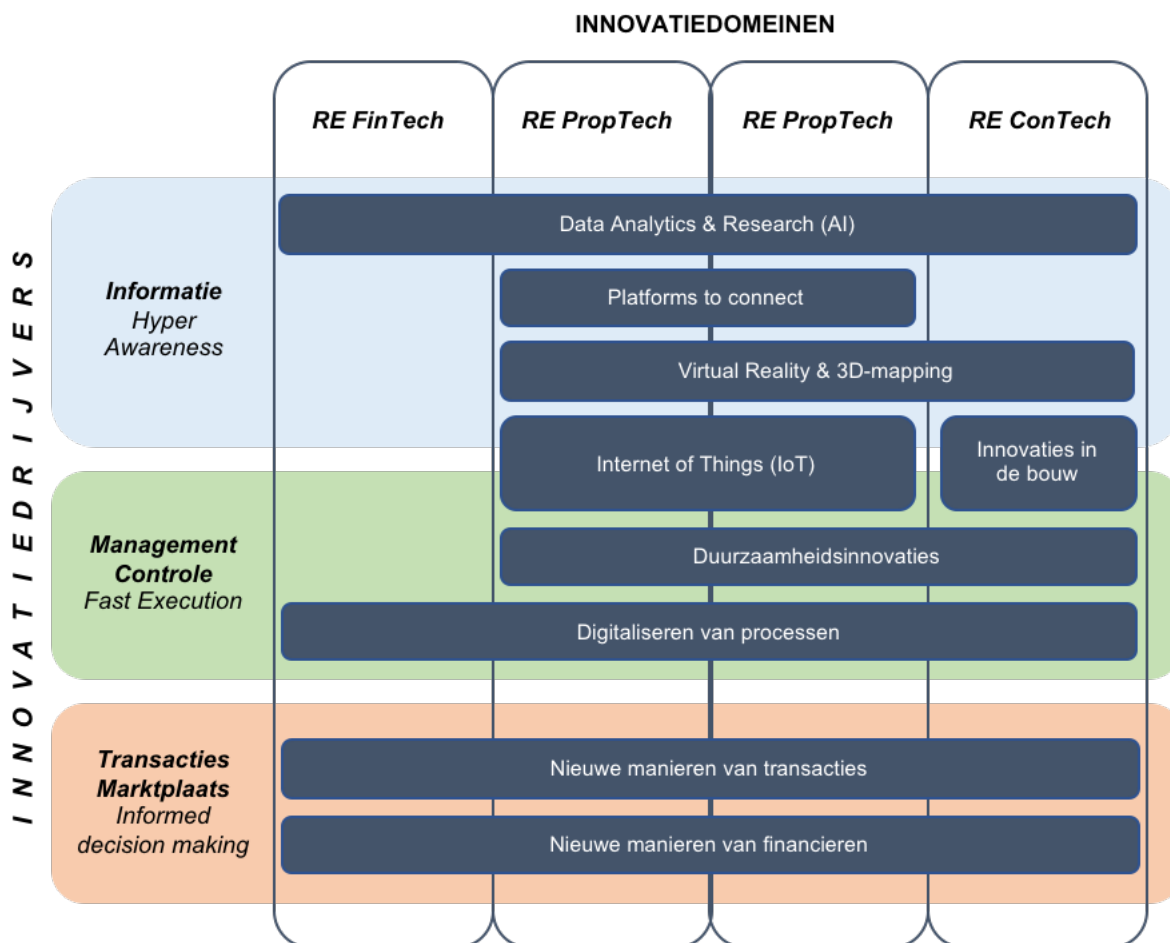 INNOVATIEDOMEINEN
RE FinTech
RE PropTech
RE PropTech
RE ConTech
INNOVATIEDRIJVERS
Informatie
Hyper
Awareness
Data Analytics & Research (AI)
Platforms to connect
Virtual Reality & 3D-mapping
Internet of Things (IoT)
Innovaties in
de bouw
Management
Controle
Fast Execution
Duurzaamheidsinnovaties
Digitaliseren van processen
Transacties
Marktplaats
Informed
decision making
Nieuwe manieren van transacties
Nieuwe manieren van financieren